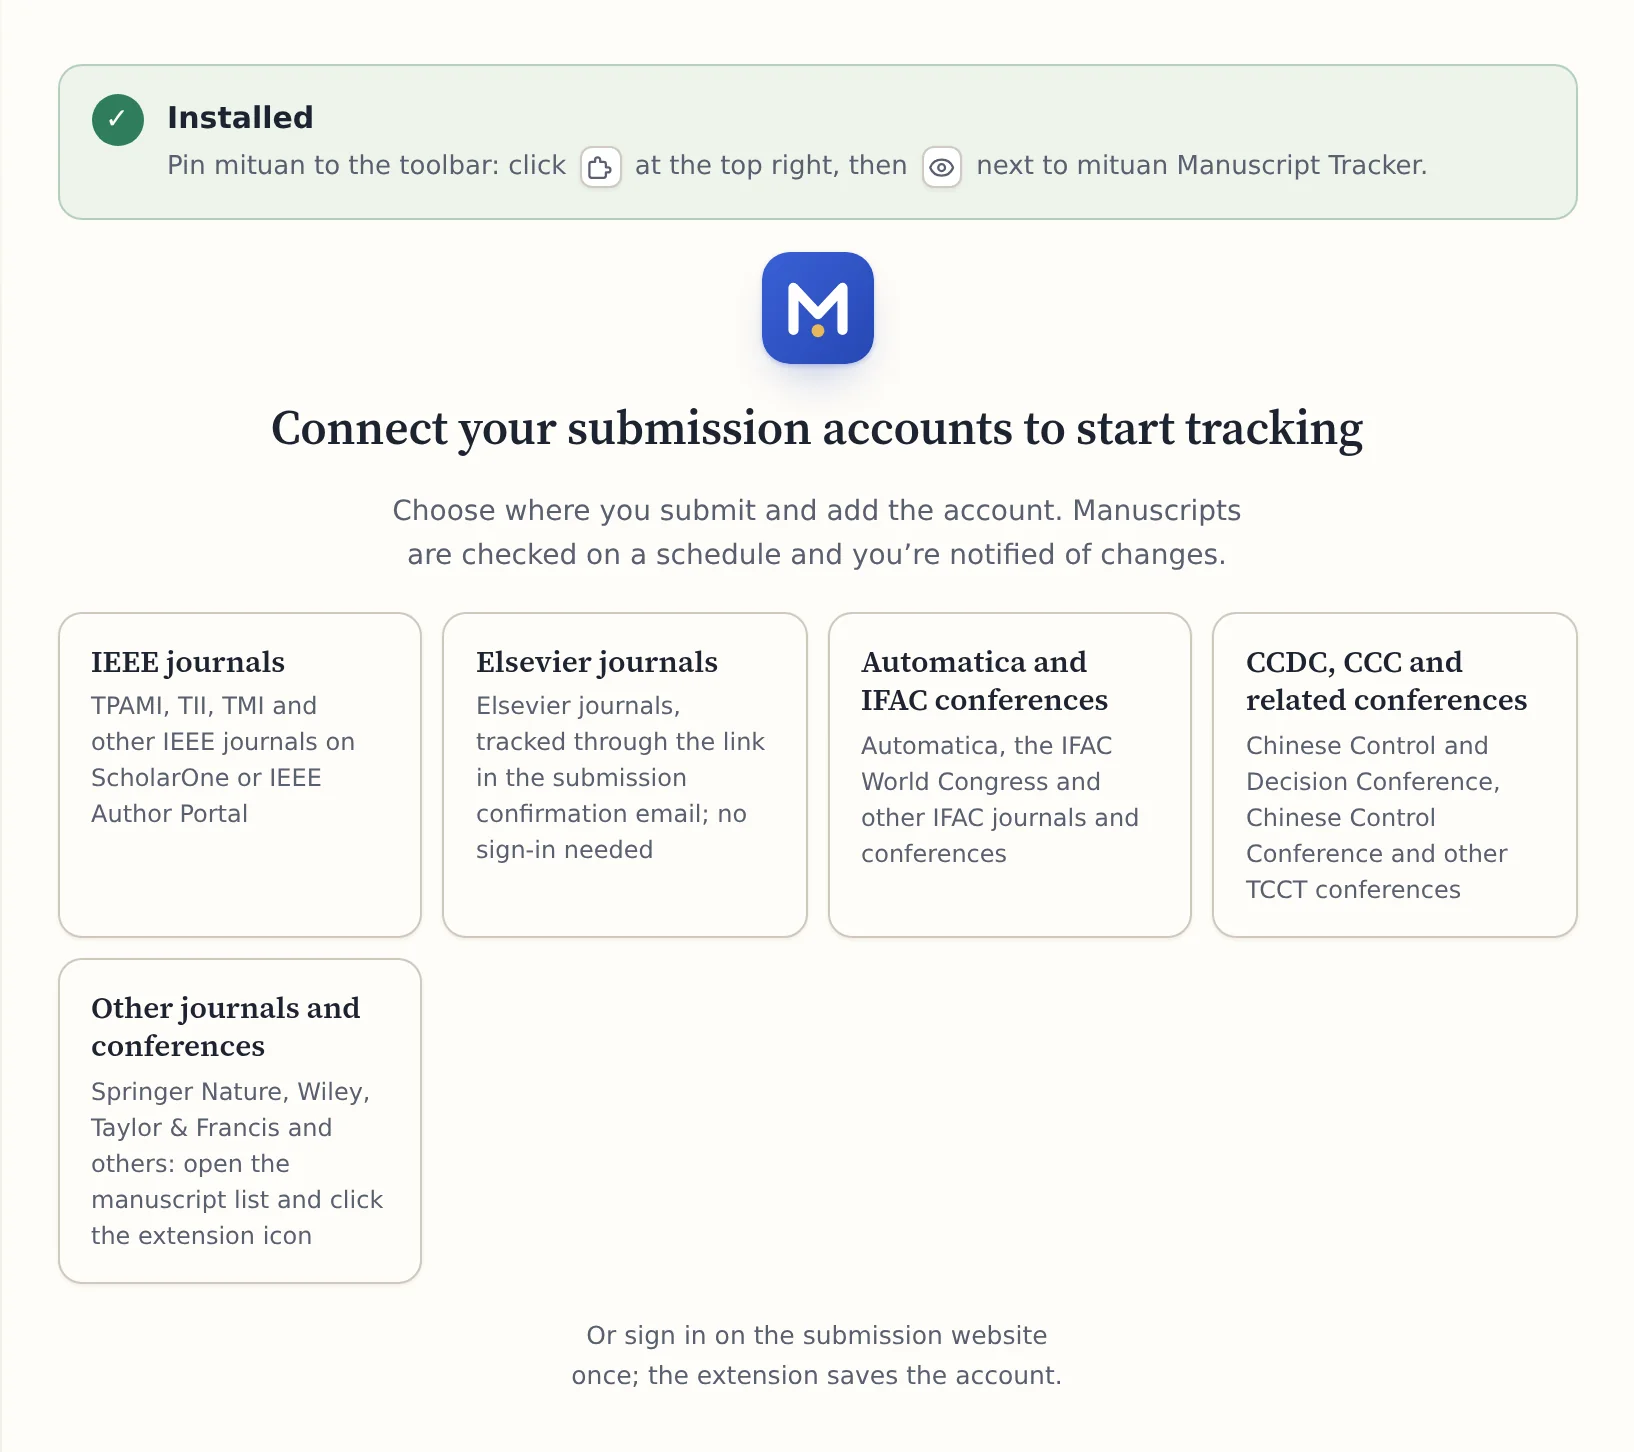 Installed
Pin mituan to the toolbar: click at the top right, then next to mituan Manuscript Tracker.
M
Connect your submission accounts to start tracking
Choose where you submit and add the account. Manuscripts
are checked on a schedule and you’re notified of changes.
IEEE journals
TPAMI, TII, TMI and
other IEEE journals on
ScholarOne or IEEE
Author Portal
Elsevier journals
Elsevier journals,
tracked through the link
in the submission
confirmation email; no
sign-in needed
Automatica and
IFAC conferences
Automatica, the IFAC
World Congress and
other IFAC journals and
conferences
CCDC, CCC and
related conferences
Chinese Control and
Decision Conference,
Chinese Control
Conference and other
TCCT conferences
Other journals and
conferences
Springer Nature, Wiley,
Taylor & Francis and
others: open the
manuscript list and click
the extension icon
Or sign in on the submission website
once; the extension saves the account.